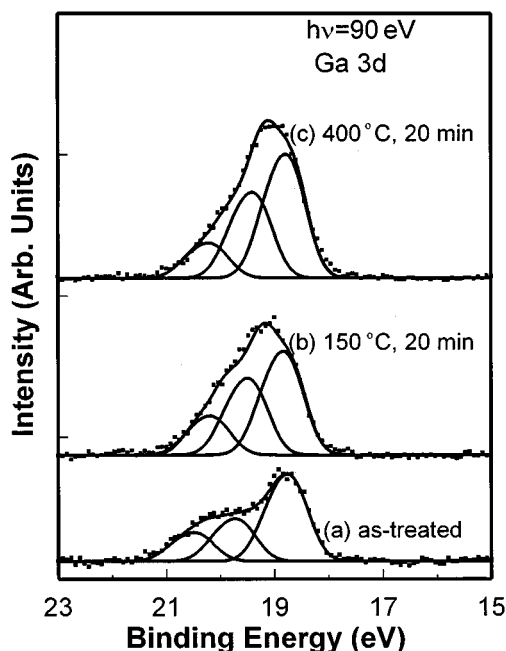 hν=90 eV
Ga 3d
(c) 400 °C, 20 min
(b) 150 °C, 20 min
(a) as-treated
Intensity (Arb. Units)
23 21 19 17 15
Binding Energy (eV)